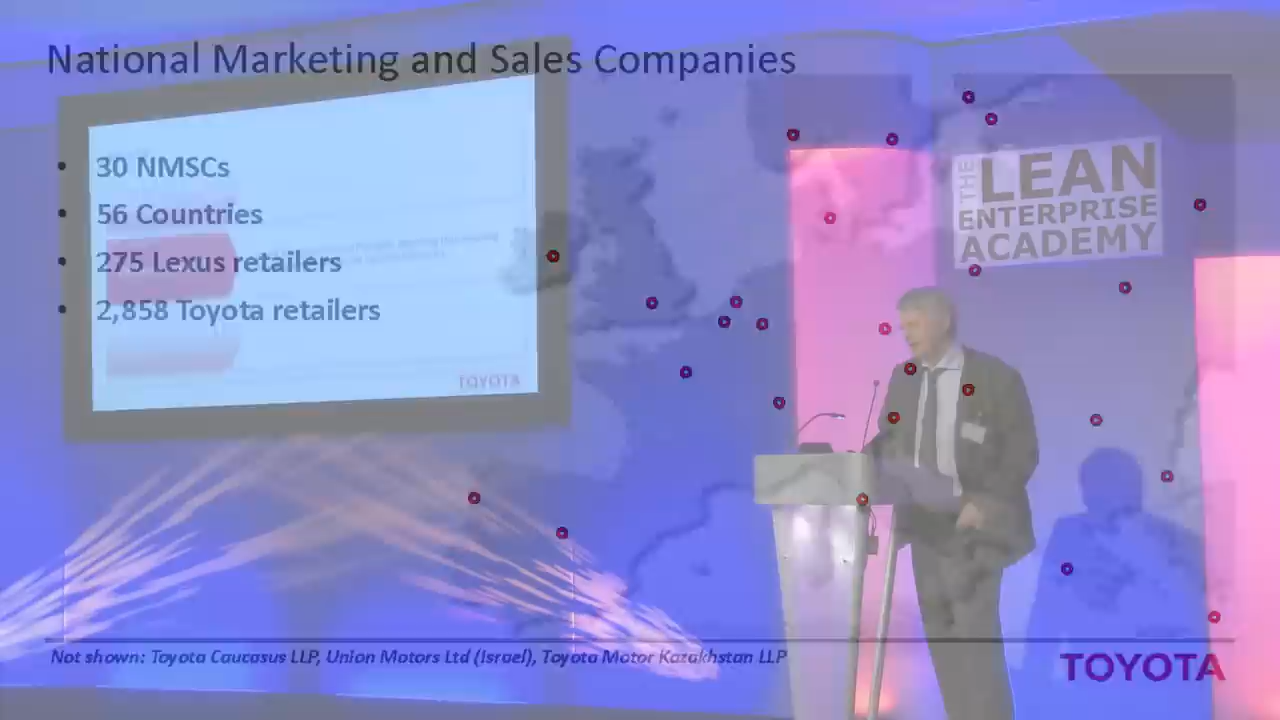 National Marketing and Sales Companies
• 30 NMSCs
• 56 Countries
• 275 Lexus retailers
• 2,858 Toyota retailers
TOYOTA
THE LEAN
ENTERPRISE
ACADEMY
Not shown: Toyota Caucasus LLP, Union Motors Ltd (Israel), Toyota Motor Kazakhstan LLP
TOYOTA